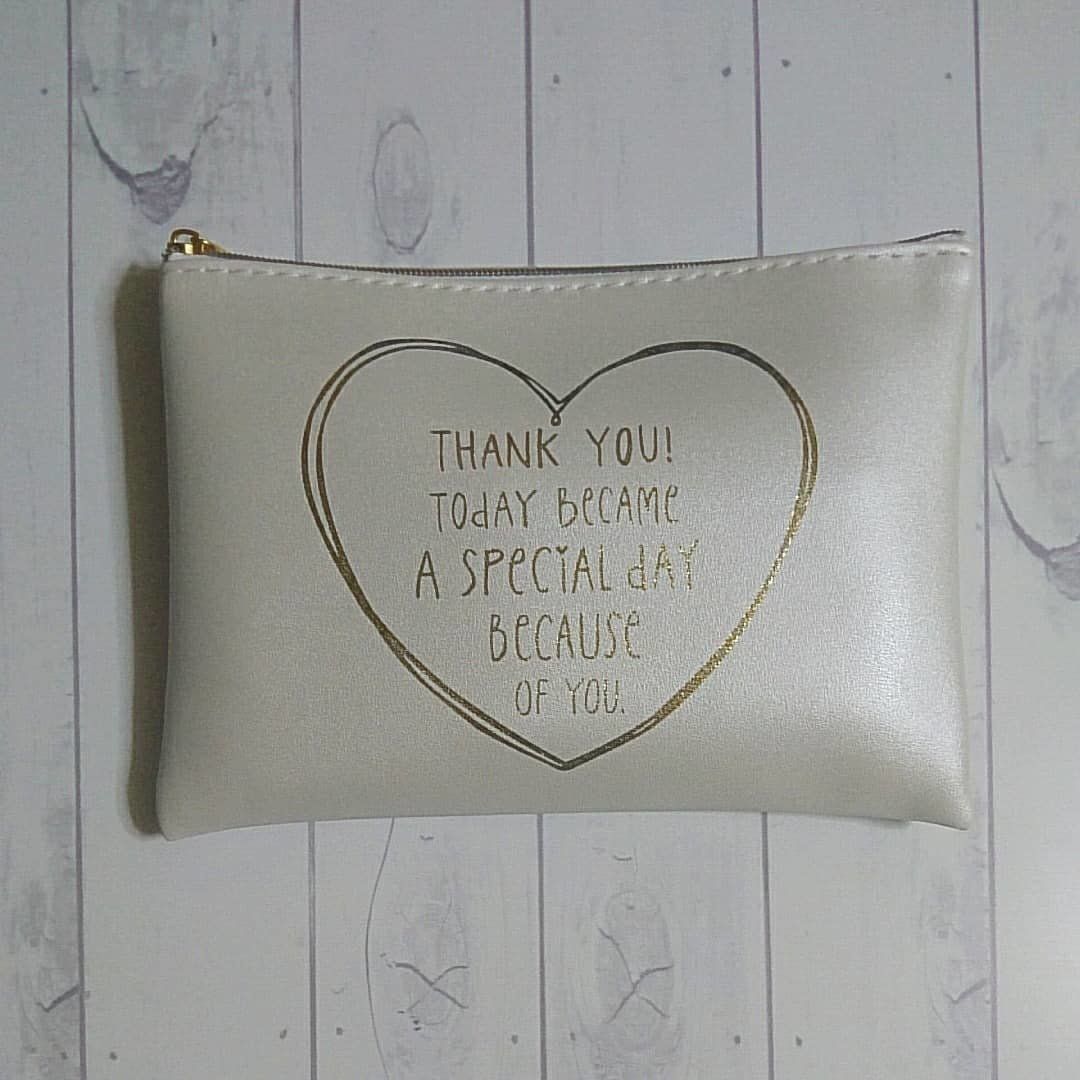 THANK YOU!
TOdAY BeCAMe
A SPeCiAL dAY
BeCAUSe
OF YOU.